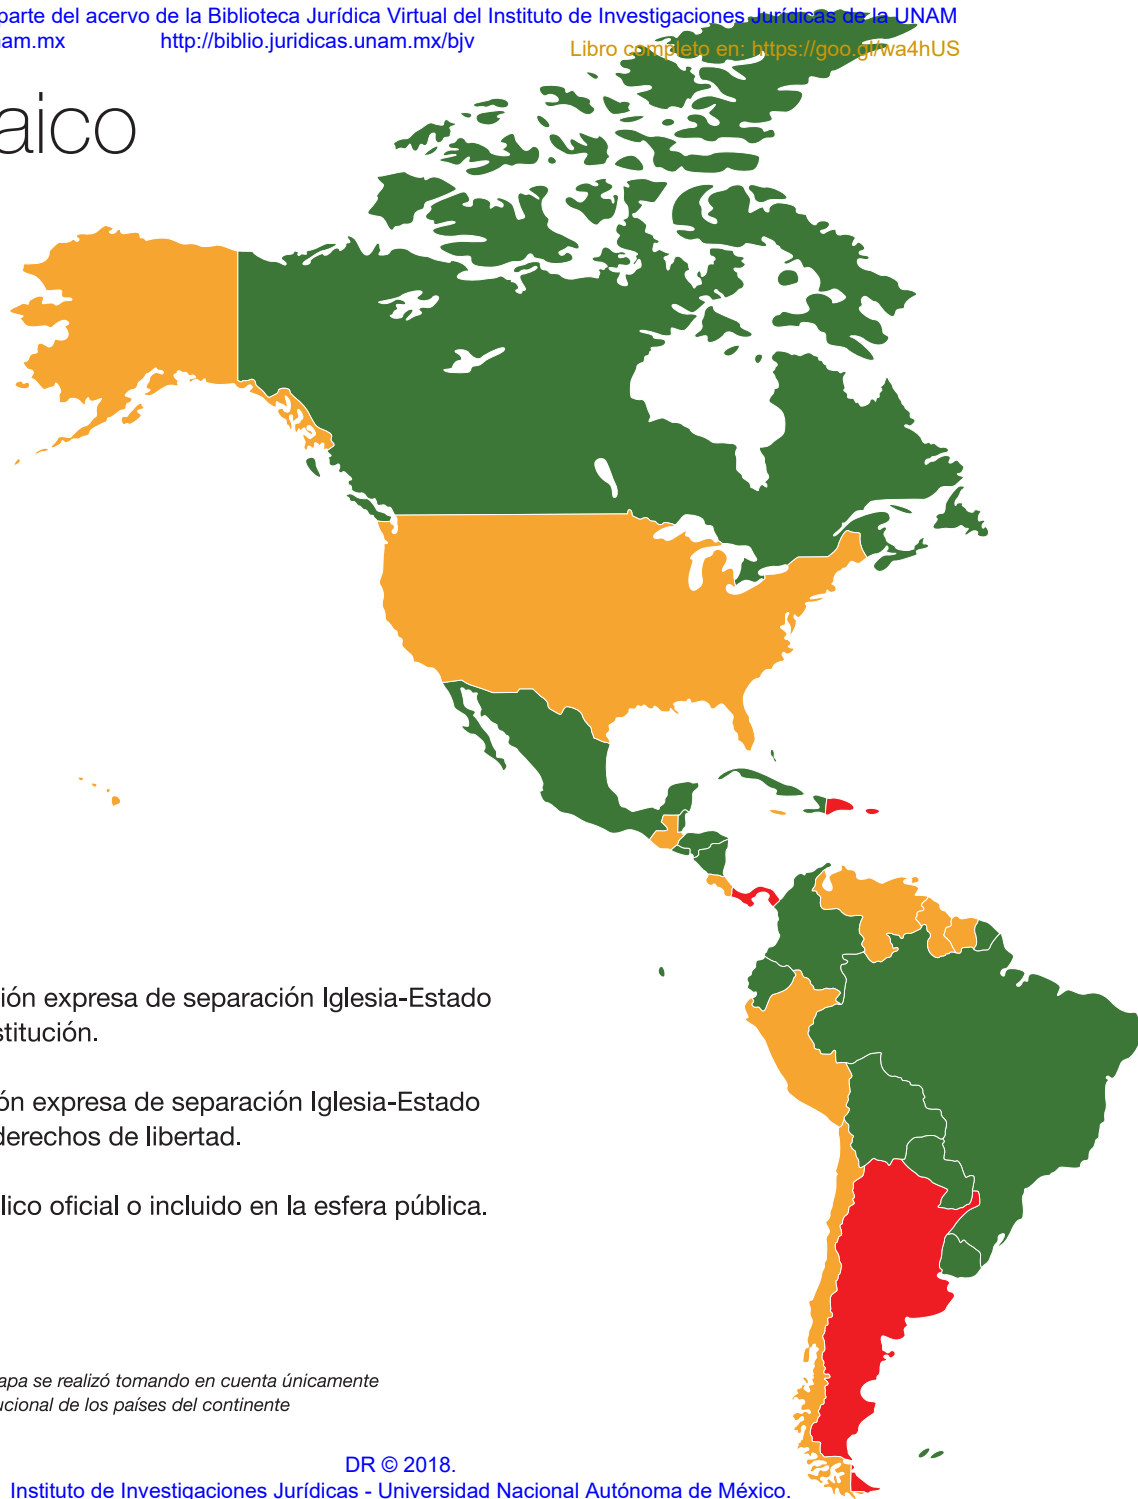 parte del acervo de la Biblioteca Jurídica Virtual del Instituto de Investigaciones Jurídicas de la UNAM
nam.mx http://biblio.juridicas.unam.mx/bjv
Libro completo en: https://goo.gl/wa4hUS
aico
ión expresa de separación Iglesia-Estado
stitución.
ón expresa de separación Iglesia-Estado
derechos de libertad.
lico oficial o incluido en la esfera pública.
apa se realizó tomando en cuenta únicamente
ucional de los países del continente
DR © 2018.
Instituto de Investigaciones Jurídicas - Universidad Nacional Autónoma de México.